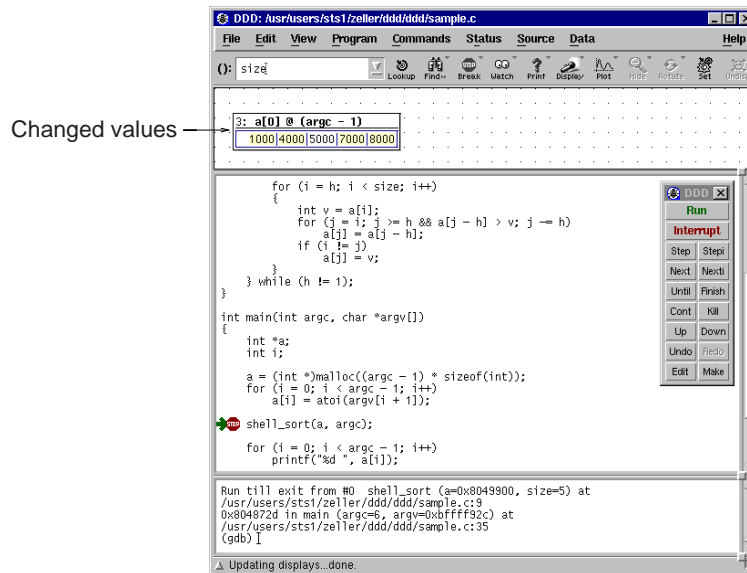 DDD: /usr/users/sts1/zeller/ddd/ddd/sample.c
File Edit View Program Commands Status Source Data Help
(): size
Lookup Find» Break Watch Print Display Plot Hide Rotate Set Undisp
Changed values
3: a[0] @ (argc - 1)
1000 4000 5000 7000 8000
for (i = h; i < size; i++)
{
int v = a[i];
for (j = i; j >= h && a[j - h] > v; j -= h)
a[j] = a[j - h];
if (i != j)
a[j] = v;
}
} while (h != 1);
}
int main(int argc, char *argv[])
{
int *a;
int i;
a = (int *)malloc((argc - 1) * sizeof(int));
for (i = 0; i < argc - 1; i++)
a[i] = atoi(argv[i + 1]);
STOP shell_sort(a, argc);
for (i = 0; i < argc - 1; i++)
printf("%d ", a[i]);
DDD
Run
Interrupt
Step Stepi
Next Nexti
Until Finish
Cont Kill
Up Down
Undo Redo
Edit Make
Run till exit from #0 shell_sort (a=0x8049900, size=5) at
/usr/users/sts1/zeller/ddd/ddd/sample.c:9
0x804872d in main (argc=6, argv=0xbffff92c) at
/usr/users/sts1/zeller/ddd/ddd/sample.c:35
(gdb)
Updating displays...done.